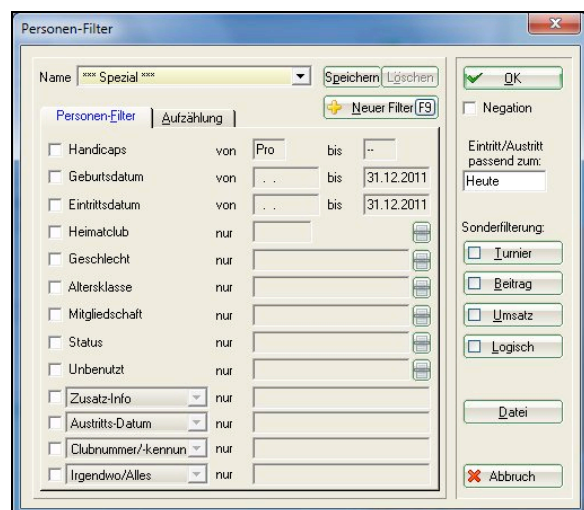 Personen-Filter
Name *** Spezial *** Speichern Löschen
Neuer Filter F9
Personen-Filter Aufzählung
Handicaps von Pro bis --
Geburtsdatum von . . bis 31.12.2011
Eintrittsdatum von . . bis 31.12.2011
Heimatclub nur
Geschlecht nur
Altersklasse nur
Mitgliedschaft nur
Status nur
Unbenutzt nur
Zusatz-Info nur
Austritts-Datum nur
Clubnummer/-kennun nur
Irgendwo/Alles nur
OK
Negation
Eintritt/Austritt
passend zum:
Heute
Sonderfilterung:
Turnier
Beitrag
Umsatz
Logisch
Datei
Abbruch